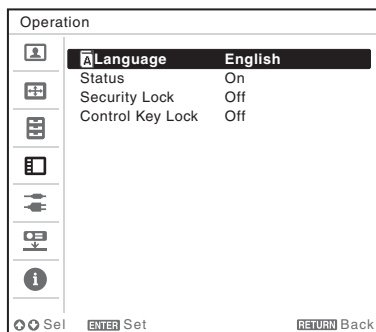 Operation
A Language English
Status On
Security Lock Off
Control Key Lock Off
Sel ENTER Set RETURN Back